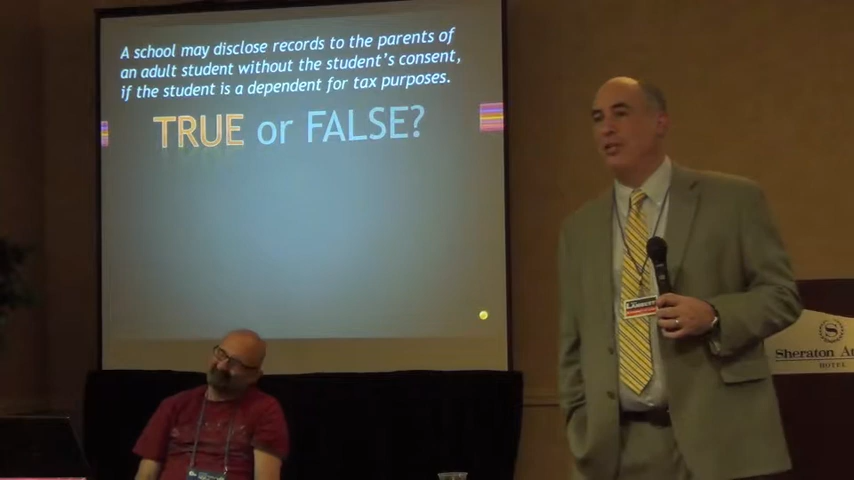 A school may disclose records to the parents of
an adult student without the student's consent,
if the student is a dependent for tax purposes.
TRUE or FALSE?
Sheraton
HOTEL